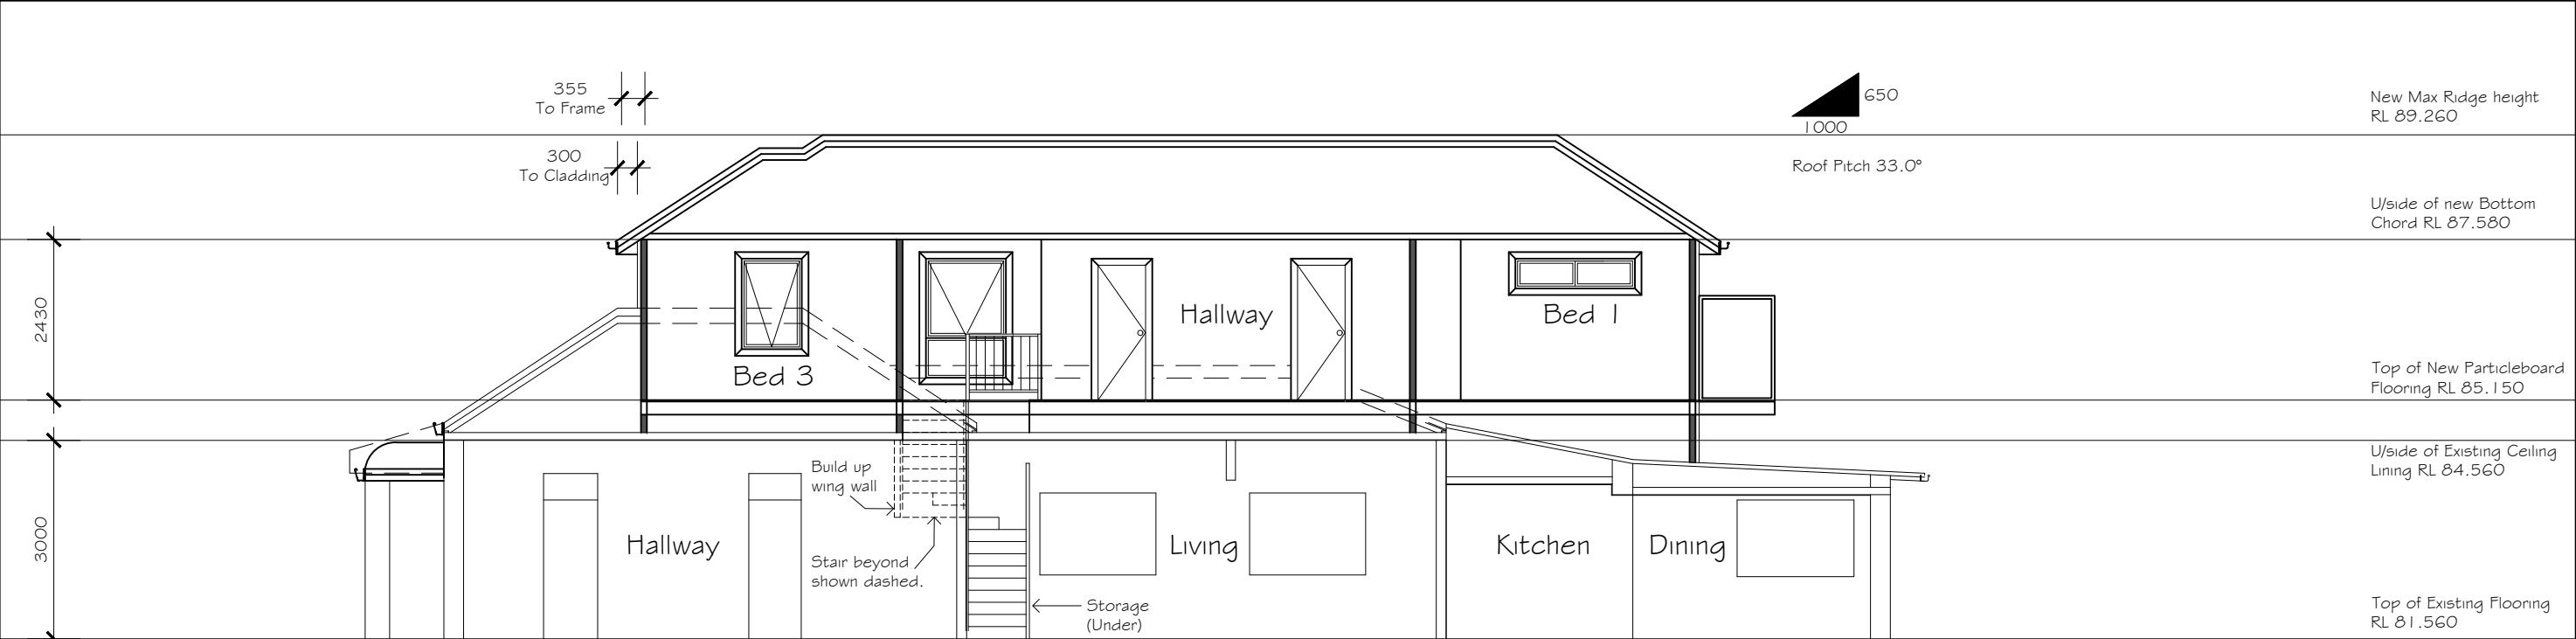 355
To Frame
650
1000
New Max Ridge height
RL 89.260
300
To Cladding
Roof Pitch 33.0°
U/side of new Bottom
Chord RL 87.580
2430
Hallway
Bed 1
Bed 3
Top of New Particleboard
Flooring RL 85.150
U/side of Existing Ceiling
Lining RL 84.560
Build up
wing wall
3000
Hallway
Living
Kitchen
Dining
Stair beyond
shown dashed.
Storage
(Under)
Top of Existing Flooring
RL 81.560